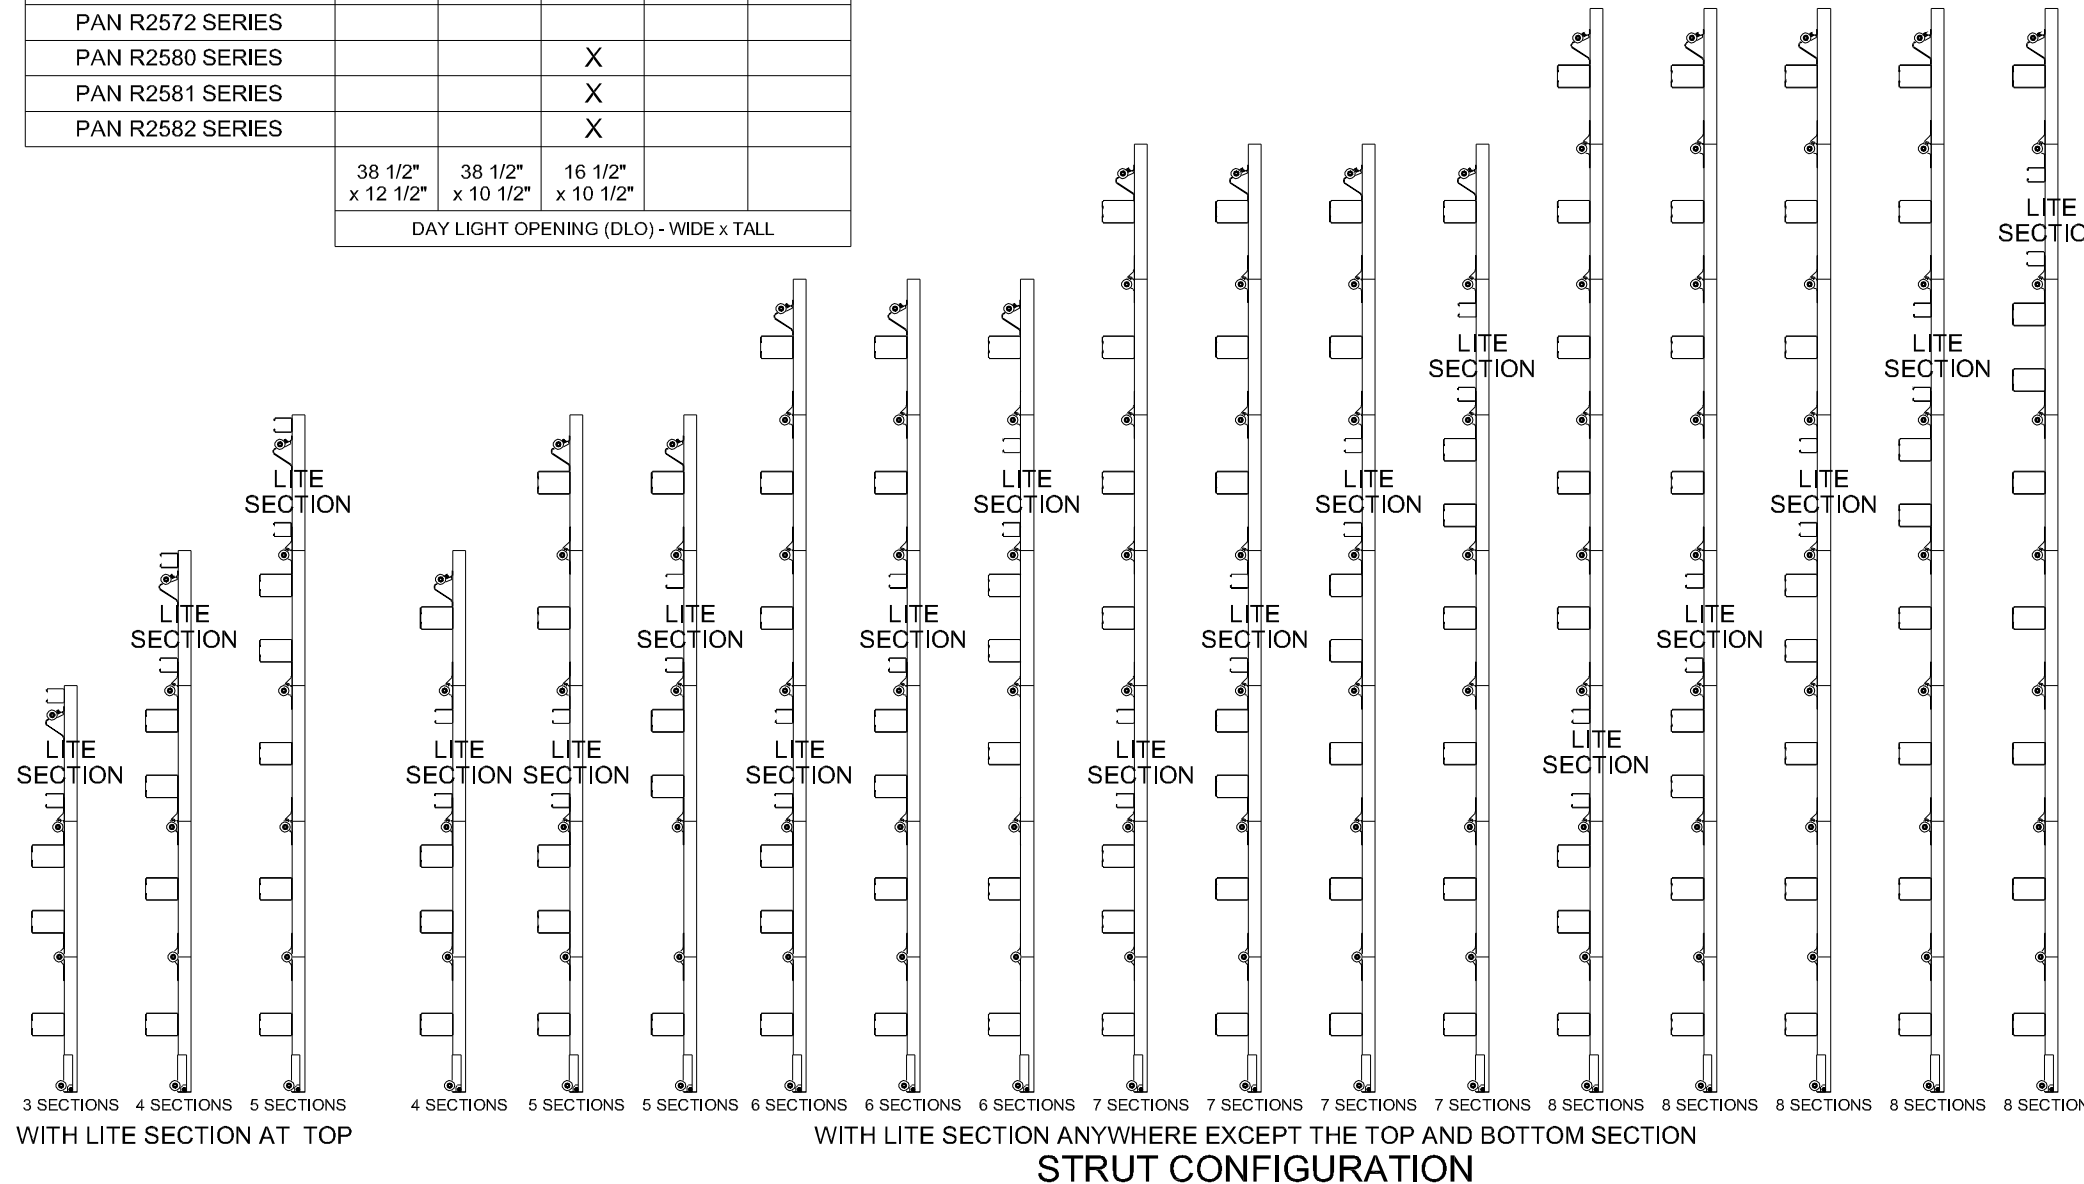 PAN R2572 SERIES
PAN R2580 SERIES X
PAN R2581 SERIES X
PAN R2582 SERIES X
38 1/2" 38 1/2" 16 1/2"
x 12 1/2" x 10 1/2" x 10 1/2"
DAY LIGHT OPENING (DLO) - WIDE x TALL
LITE
SECTIO
LITE LITE
SECTION SECTION
LITE LITE LITE LITE
SECTION SECTION SECTION SECTION
LITE LITE LITE LITE LITE
SECTION SECTION SECTION SECTION SECTION
LITE LITE LITE LITE LITE LITE
SECTION SECTION SECTION SECTION SECTION SECTION
3 SECTIONS 4 SECTIONS 5 SECTIONS 4 SECTIONS 5 SECTIONS 5 SECTIONS 6 SECTIONS 6 SECTIONS 6 SECTIONS 7 SECTIONS 7 SECTIONS 7 SECTIONS 7 SECTIONS 8 SECTIONS 8 SECTIONS 8 SECTIONS 8 SECTIONS 8 SECTION
WITH LITE SECTION AT TOP WITH LITE SECTION ANYWHERE EXCEPT THE TOP AND BOTTOM SECTION
STRUT CONFIGURATION